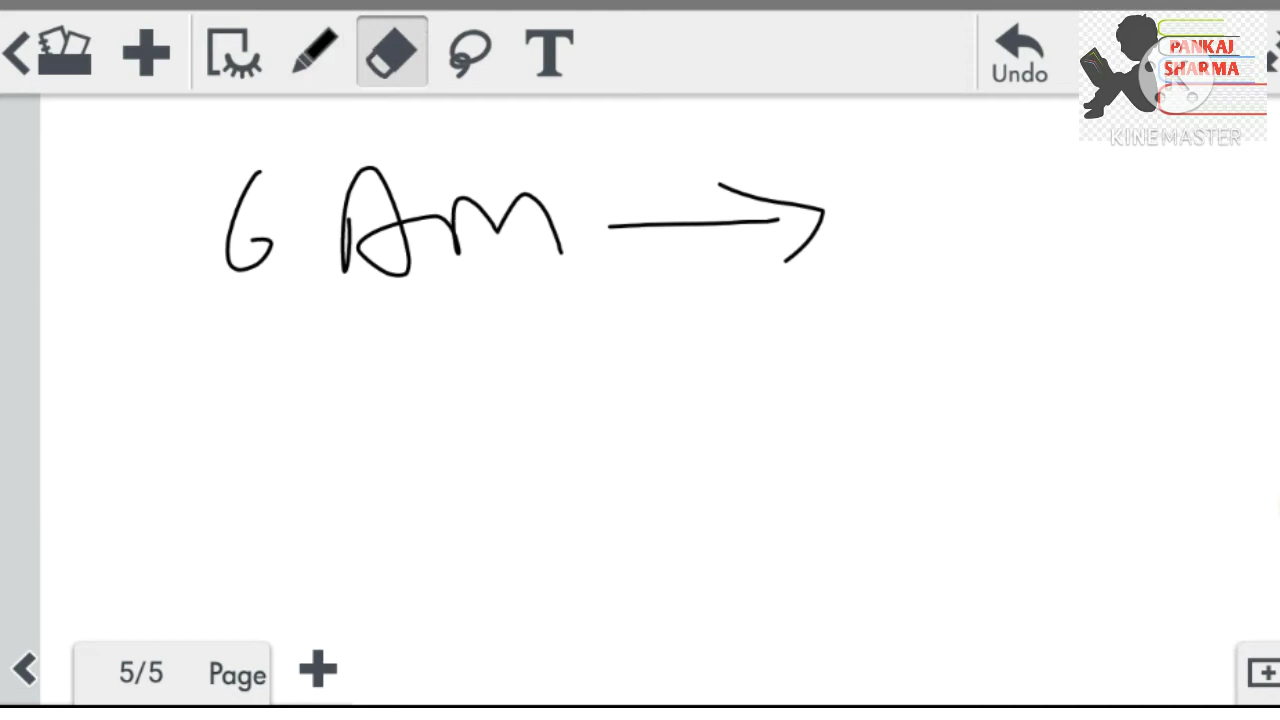 Undo
PANKAJ
SHARMA
KINEMASTER
6 Am →
5/5 Page